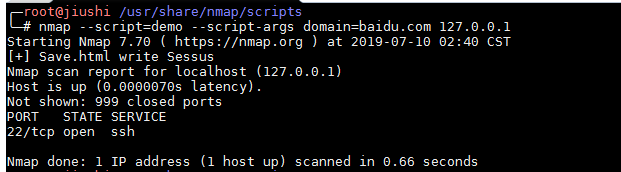 root@jiushi /usr/share/nmap/scripts
# nmap --script=demo --script-args domain=baidu.com 127.0.0.1
Starting Nmap 7.70 ( https://nmap.org ) at 2019-07-10 02:40 CST
[+] Save.html write Sessus
Nmap scan report for localhost (127.0.0.1)
Host is up (0.0000070s latency).
Not shown: 999 closed ports
PORT   STATE SERVICE
22/tcp open  ssh
Nmap done: 1 IP address (1 host up) scanned in 0.66 seconds